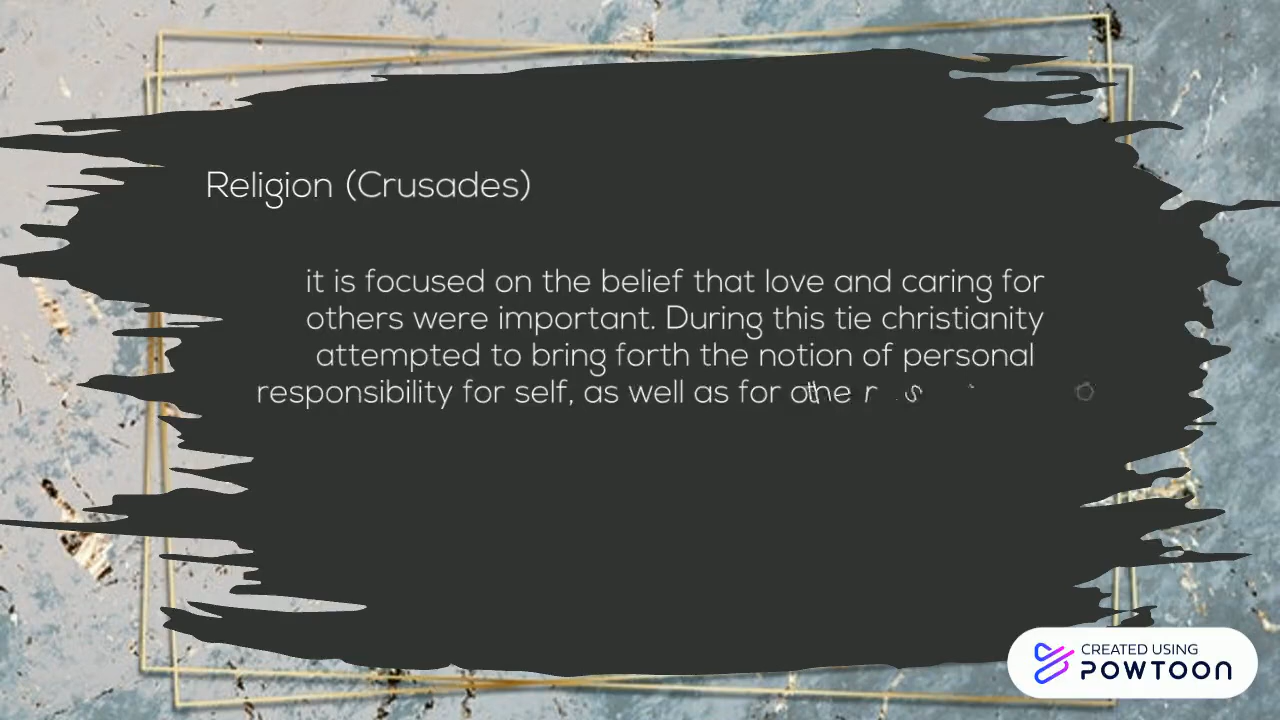 Religion (Crusades)
it is focused on the belief that love and caring for
others were important. During this tie christianity
attempted to bring forth the notion of personal
responsibility for self, as well as for
CREATED USING
POWTOON